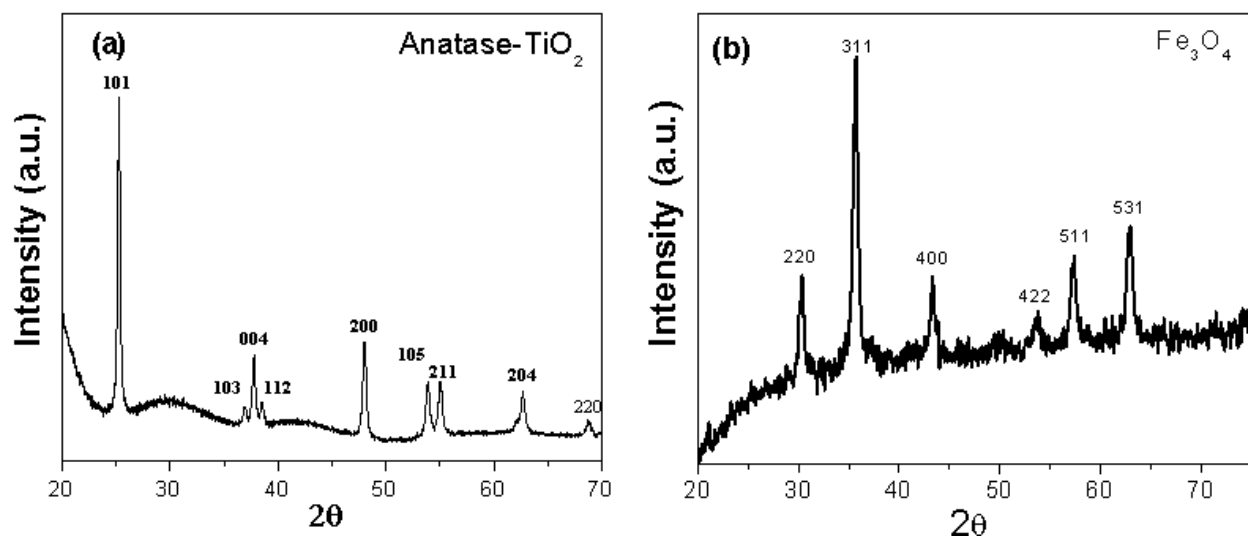 (a)
Anatase-TiO₂
101
103
004
112
200
105
211
204
220
Intensity (a.u.)
20 30 40 50 60 70
2θ
(b)
Fe₃O₄
311
220
400
422
511
531
Intensity (a.u.)
20 30 40 50 60 70
2θ